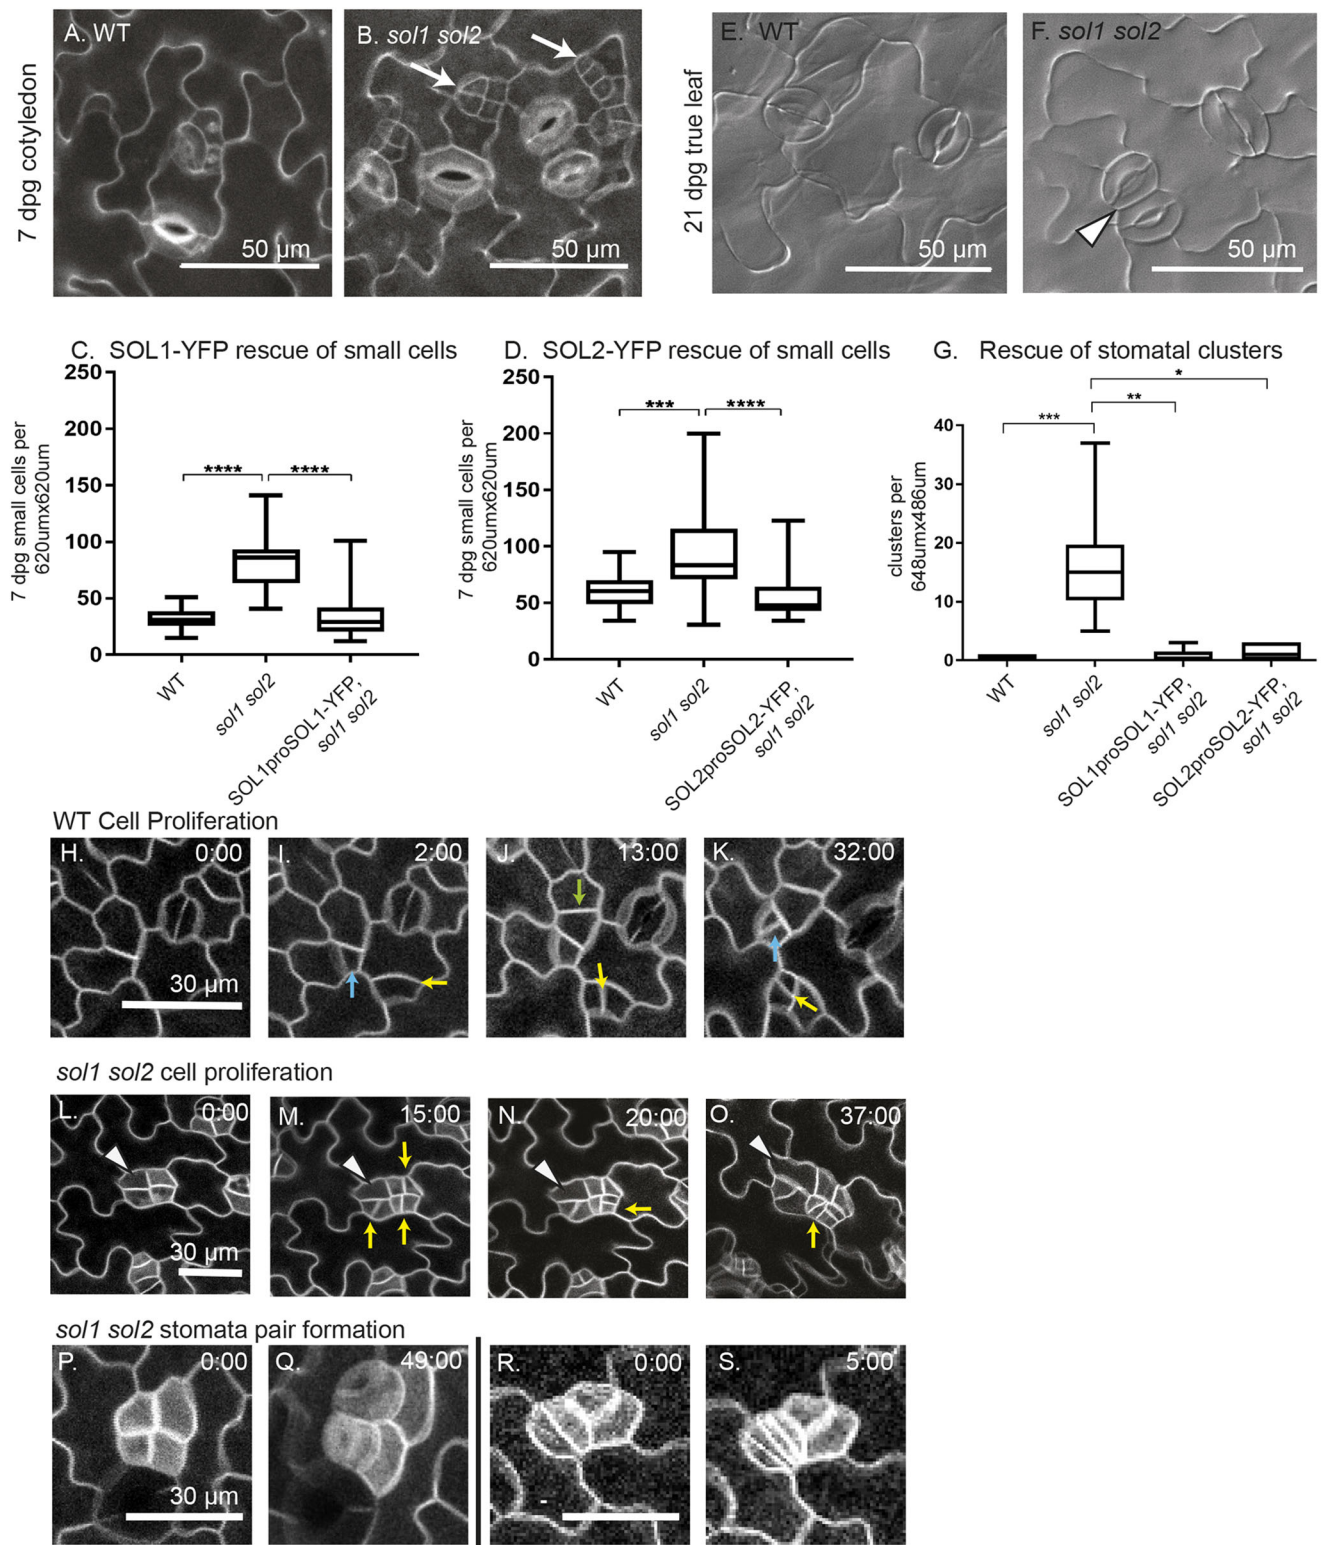 A. WT
B. sol1 sol2
E. WT
F. sol1 sol2
7 dpg cotyledon
21 dpg true leaf
50 µm
50 µm
50 µm
50 µm
C. SOL1-YFP rescue of small cells
7 dpg small cells per
620umx620um
250
200
150
100
50
0
****
****
WT
sol1 sol2
SOL1proSOL1-YFP,
sol1 sol2
D. SOL2-YFP rescue of small cells
7 dpg small cells per
620umx620um
250
200
150
100
50
0
***
****
WT
sol1 sol2
SOL2proSOL2-YFP,
sol1 sol2
G. Rescue of stomatal clusters
clusters per
648umx486um
40
30
20
10
0
***
**
*
WT
sol1 sol2
SOL1proSOL1-YFP,
sol1 sol2
SOL2proSOL2-YFP,
sol1 sol2
WT Cell Proliferation
H. 0:00
30 µm
I. 2:00
J. 13:00
K. 32:00
sol1 sol2 cell proliferation
L. 0:00
30 µm
M. 15:00
N. 20:00
O. 37:00
sol1 sol2 stomata pair formation
P. 0:00
30 µm
Q. 49:00
R. 0:00
S. 5:00